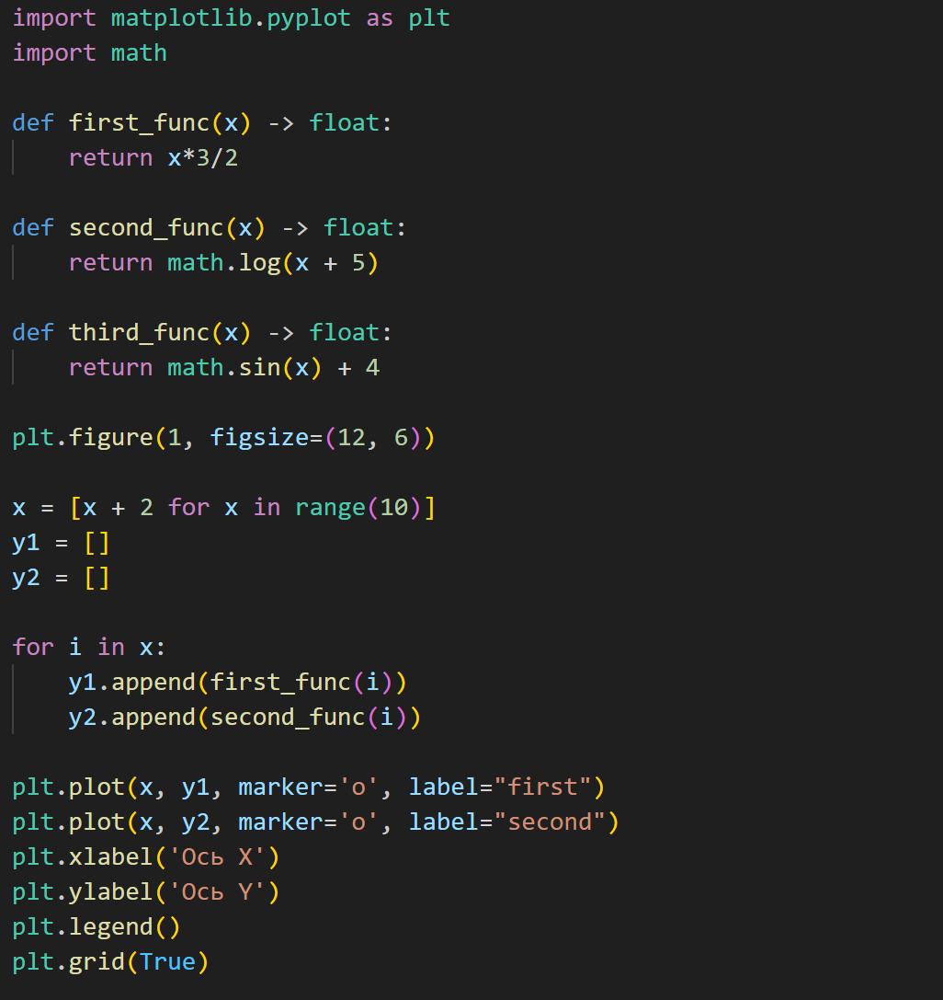 import matplotlib.pyplot as plt
import math

def first_func(x) -> float:
    return x*3/2

def second_func(x) -> float:
    return math.log(x + 5)

def third_func(x) -> float:
    return math.sin(x) + 4

plt.figure(1, figsize=(12, 6))

x = [x + 2 for x in range(10)]
y1 = []
y2 = []

for i in x:
    y1.append(first_func(i))
    y2.append(second_func(i))

plt.plot(x, y1, marker='o', label="first")
plt.plot(x, y2, marker='o', label="second")
plt.xlabel('Ось X')
plt.ylabel('Ось Y')
plt.legend()
plt.grid(True)